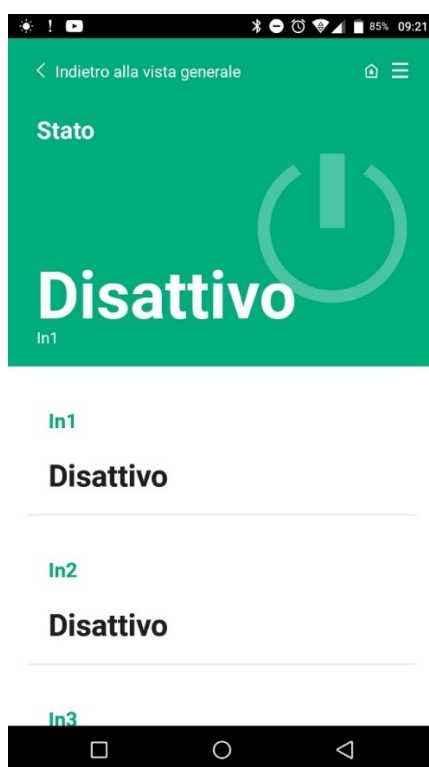 85% 09:21
Indietro alla vista generale
Stato
Disattivo
In1
In1
Disattivo
In2
Disattivo
In3